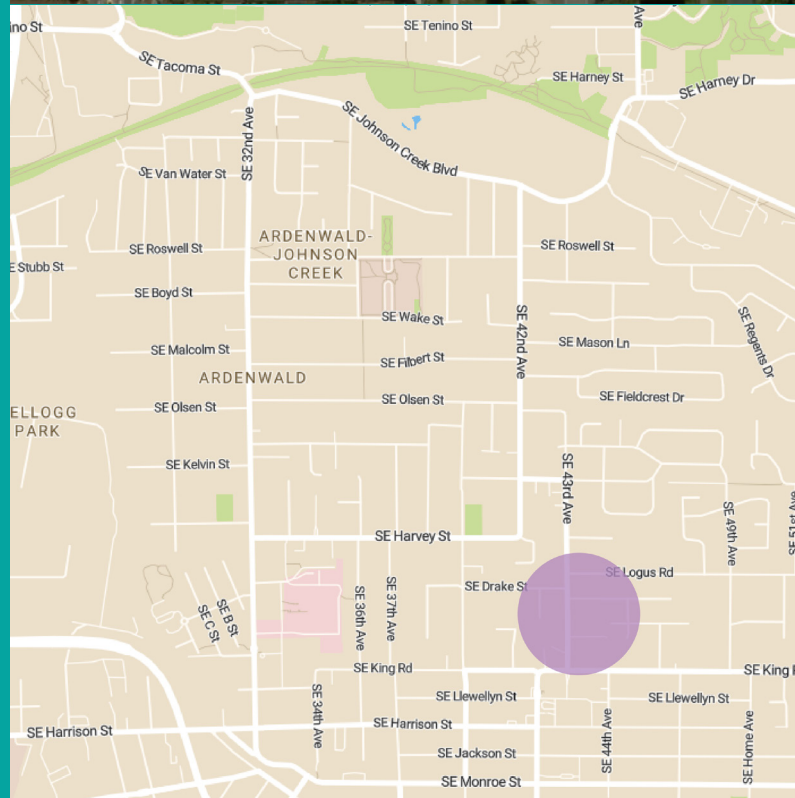 ino St
SE Tenino St
Ave
SE Tacoma St
SE Harney St
SE Harney Dr
SE 32nd Ave
SE Johnson Creek Blvd
SE Van Water St
SE Roswell St
ARDENWALD-
JOHNSON
CREEK
SE Roswell St
E Stubb St
SE Boyd St
SE Wake St
SE 42nd Ave
SE Regents Dr
SE Malcolm St
SE Filbert St
SE Mason Ln
ARDENWALD
SE Olsen St
SE Olsen St
SE Fieldcrest Dr
ELLOGG
PARK
SE Kelvin St
SE 43rd Ave
SE 49th Ave
SE 51st Ave
SE Harvey St
SE Drake St
SE Logus Rd
SE B St
SE C St
SE 36th Ave
SE 37th Ave
SE King Rd
SE King R
SE 34th Ave
SE Llewellyn St
SE Llewellyn St
SE Harrison St
SE Harrison St
SE 44th Ave
SE Home Ave
SE Jackson St
SE Monroe St